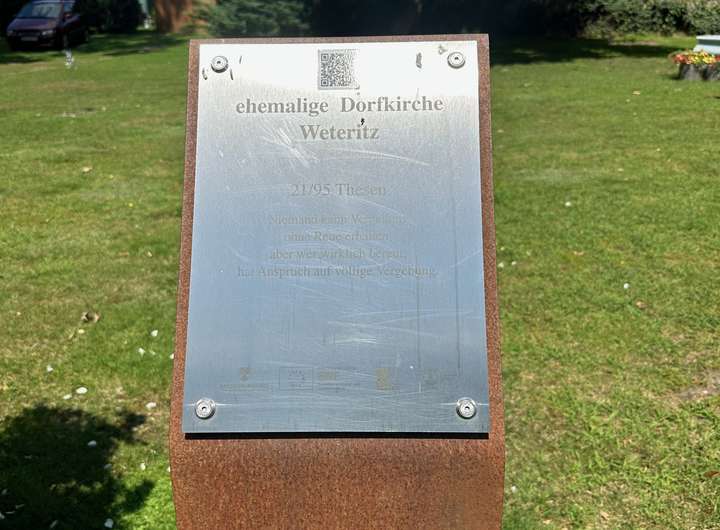 ehemalige Dorfkirche
Weteritz
21/95 Thesen
Niemand kann Vergebung
ohne Reue erhalten
aber wer wirklich bereut,
hat Anspruch auf völlige Vergebung.